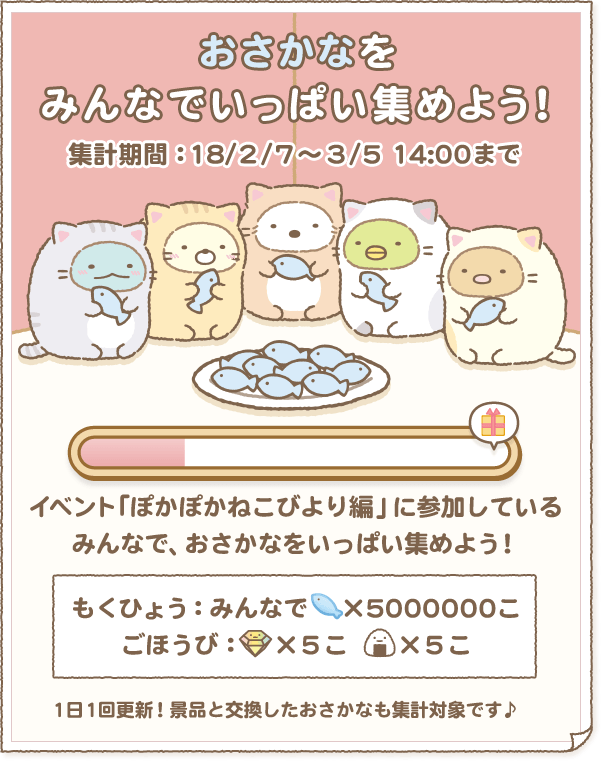 おさかなを
みんなでいっぱい集めよう!
集計期間:18/2/7～3/5 14:00まで
イベント「ぽかぽかねこびより編」に参加している
みんなで、おさかなをいっぱい集めよう!
もくひょう:みんなで×5000000こ
ごほうび:×5こ ×5こ
1日1回更新!景品と交換したおさかなも集計対象です♪